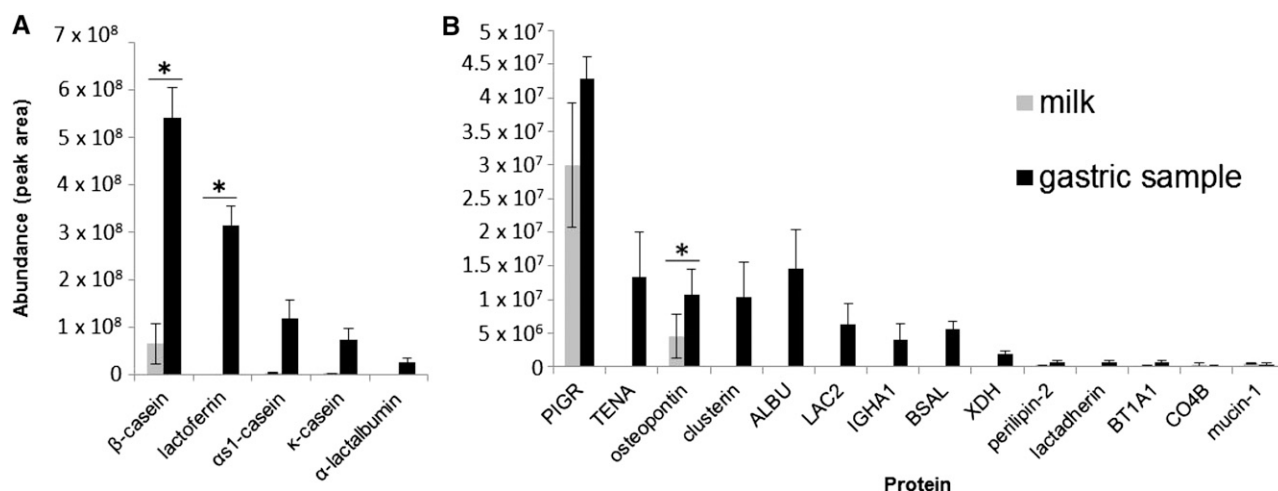 A
Abundance (peak area)
7 x 10⁸
6 x 10⁸
5 x 10⁸
4 x 10⁸
3 x 10⁸
2 x 10⁸
1 x 10⁸
0
*
*
β-casein
lactoferrin
αs1-casein
κ-casein
α-lactalbumin
B
5 x 10⁷
4.5 x 10⁷
4 x 10⁷
3.5 x 10⁷
3 x 10⁷
2.5 x 10⁷
2 x 10⁷
1.5 x 10⁷
1 x 10⁷
5 x 10⁶
0
*
milk
gastric sample
PIGR
TENA
osteopontin
clusterin
ALBU
LAC2
IGHA1
BSAL
XDH
perilipin-2
lactadherin
BT1A1
CO4B
mucin-1
Protein